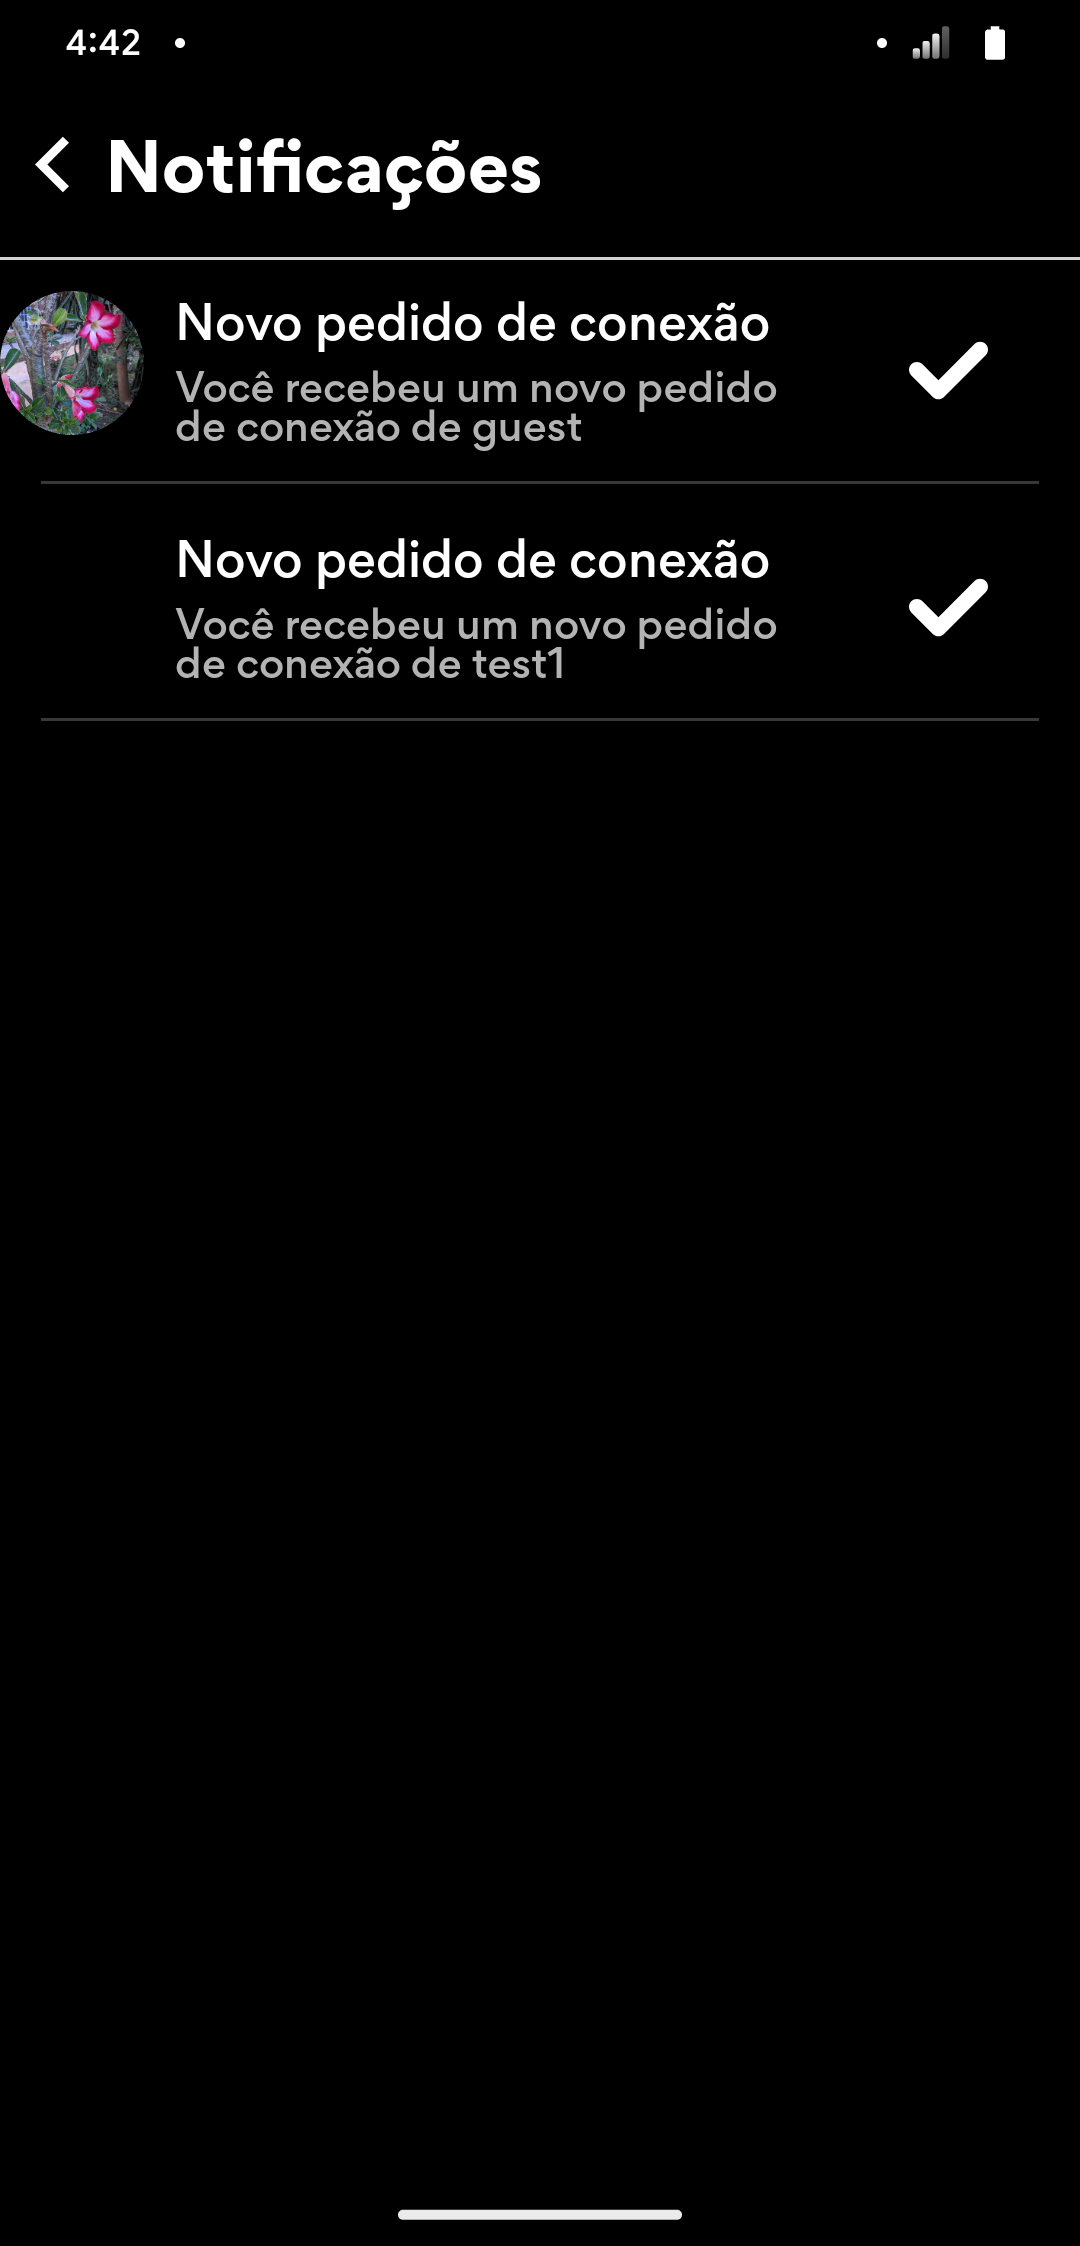 4:42
Notificações
Novo pedido de conexão
Você recebeu um novo pedido
de conexão de guest
Novo pedido de conexão
Você recebeu um novo pedido
de conexão de test1